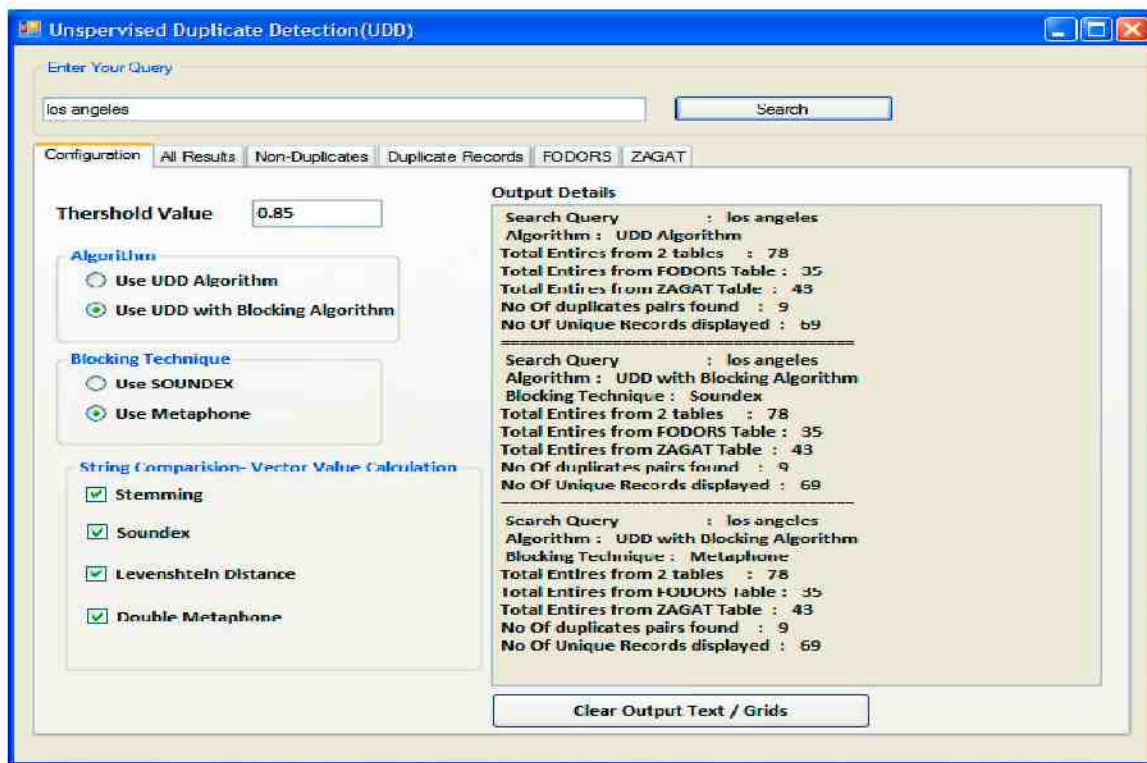 Unspervised Duplicate Detection(UDD)
Enter Your Query
los angeles
Search
Configuration All Results Non-Duplicates Duplicate Records FODORS ZAGAT
Thershold Value 0.85
Algorithm
Use UDD Algorithm
Use UDD with Blocking Algorithm
Blocking Technique
Use SOUNDEX
Use Metaphone
String Comparision- Vector Value Calculation
Stemming
Soundex
Levenshtein Distance
Double Metaphone
Output Details
Search Query : los angeles
Algorithm : UDD Algorithm
Total Entires from 2 tables : 78
Total Entires from FODORS Table : 35
Total Entires from ZAGAT Table : 43
No Of duplicates pairs found : 9
No Of Unique Records displayed : 69
========================================
Search Query : los angeles
Algorithm : UDD with Blocking Algorithm
Blocking Technique : Soundex
Total Entires from 2 tables : 78
Total Entires from FODORS Table : 35
Total Entires from ZAGAT Table : 43
No Of duplicates pairs found : 9
No Of Unique Records displayed : 69
========================================
Search Query : los angeles
Algorithm : UDD with Blocking Algorithm
Blocking Technique : Metaphone
Total Entires from 2 tables : 78
Total Entires from FODORS Table : 35
Total Entires from ZAGAT Table : 43
No Of duplicates pairs found : 9
No Of Unique Records displayed : 69
Clear Output Text / Grids